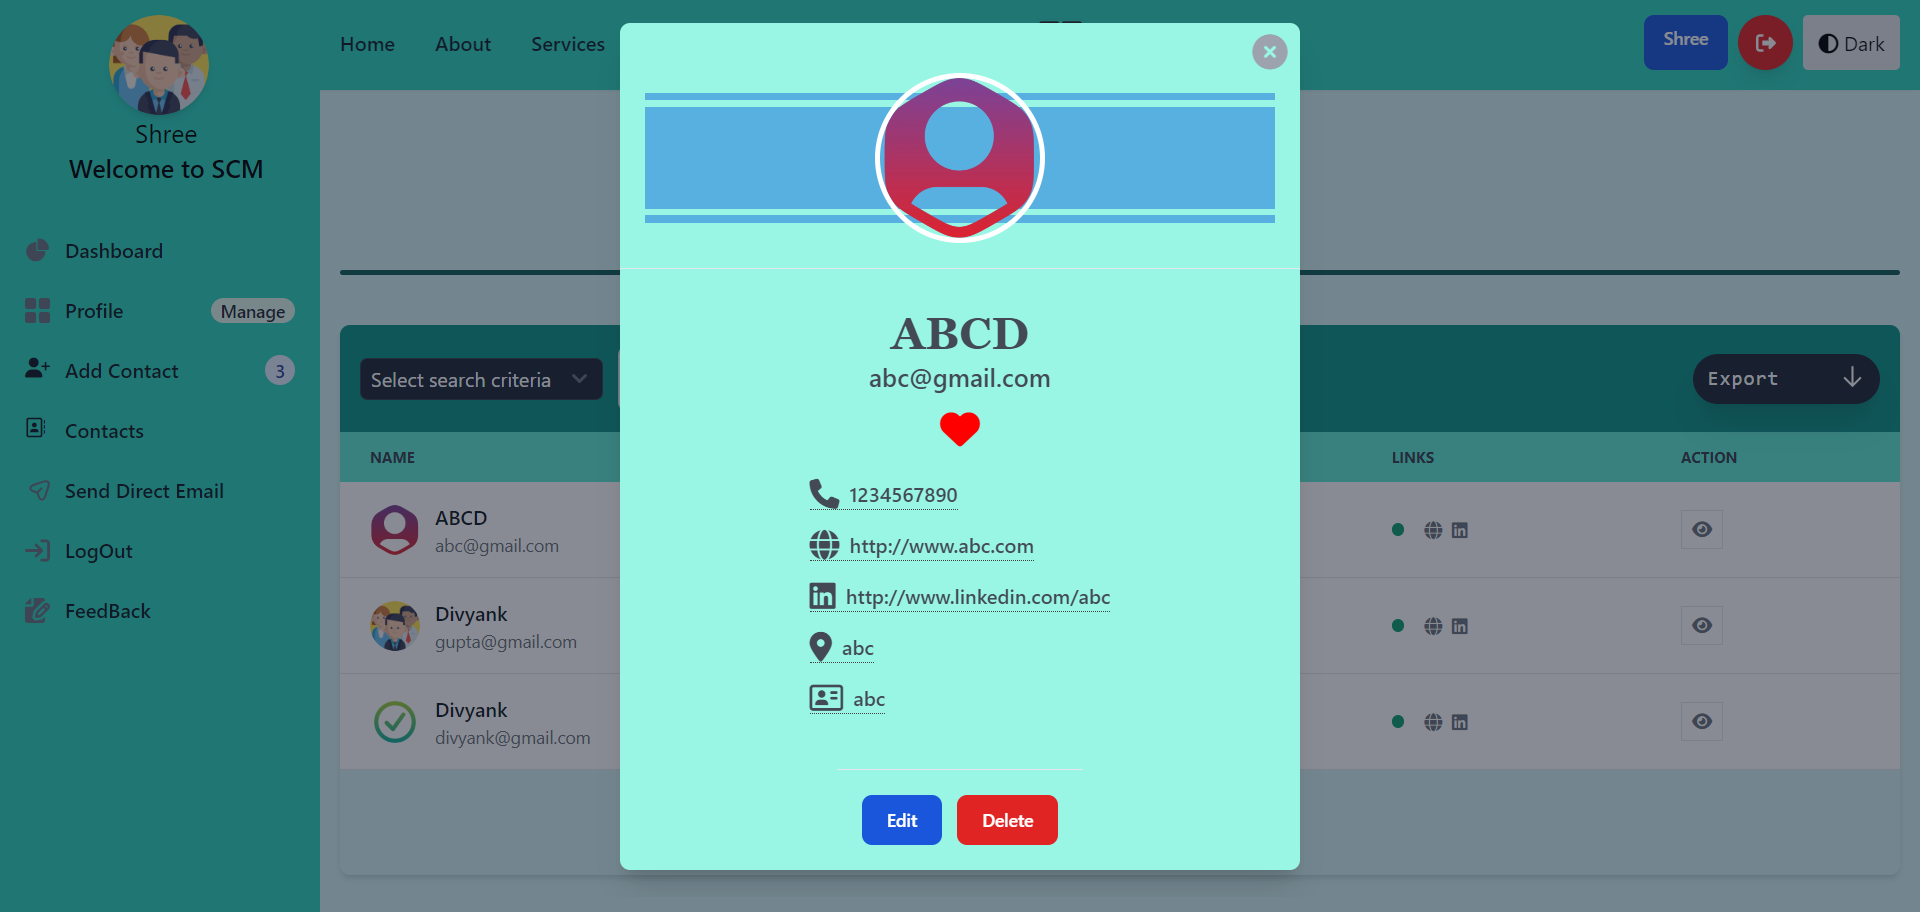 Shree
Welcome to SCM
Dashboard
Profile Manage
Add Contact 3
Contacts
Send Direct Email
LogOut
FeedBack
Home About Services
Shree
Dark
Select search criteria
Export
NAME LINKS ACTION
ABCD
abc@gmail.com
Divyank
gupta@gmail.com
Divyank
divyank@gmail.com
ABCD
abc@gmail.com
1234567890
http://www.abc.com
http://www.linkedin.com/abc
abc
abc
Edit Delete